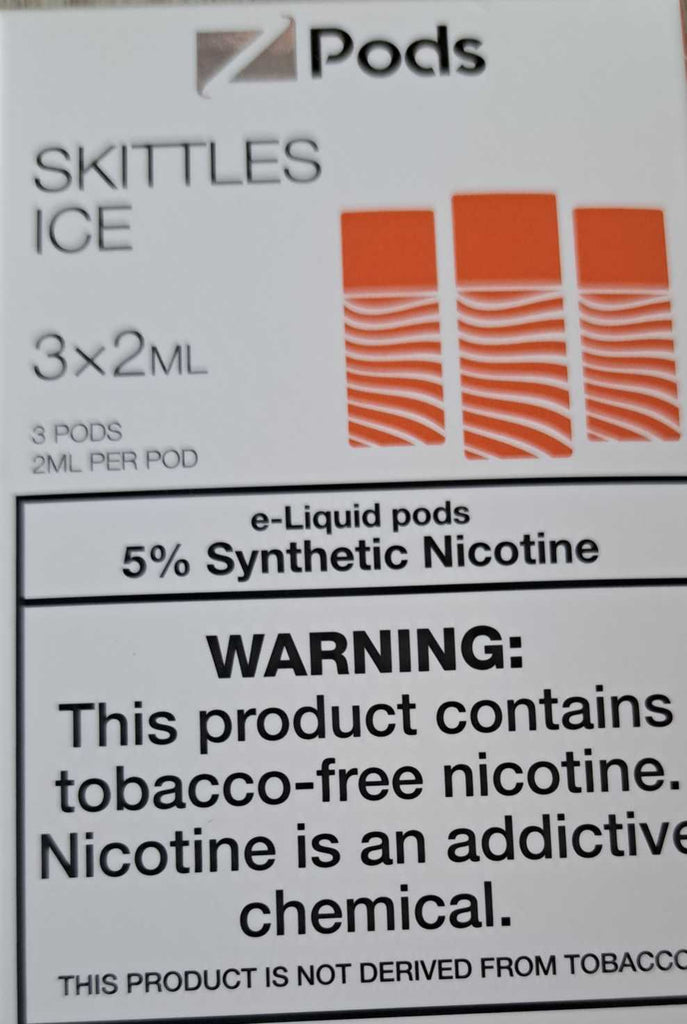 Z Pods
SKITTLES
ICE
3×2ML
3 PODS
2ML PER POD
e-Liquid pods
5% Synthetic Nicotine
WARNING:
This product contains
tobacco-free nicotine.
Nicotine is an addictive
chemical.
THIS PRODUCT IS NOT DERIVED FROM TOBACCO